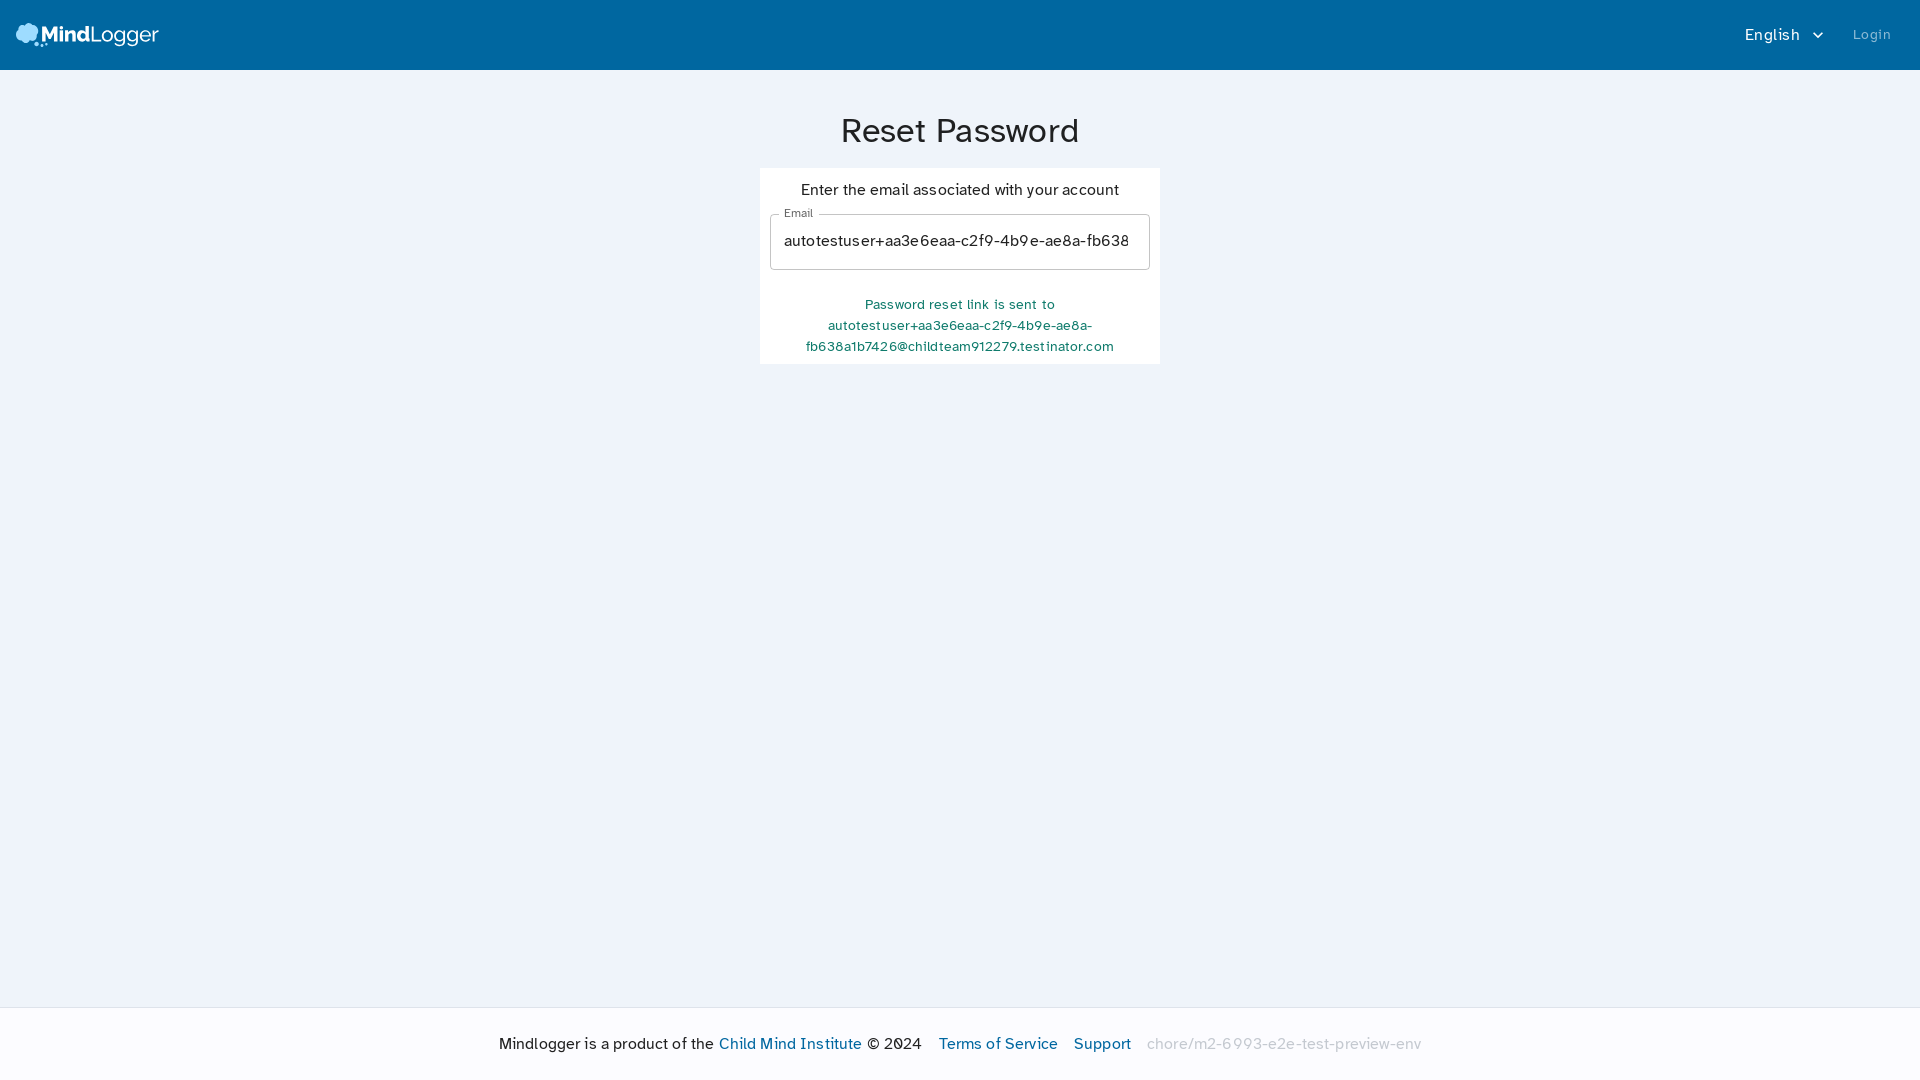 MindLogger
English
Login
Reset Password
Enter the email associated with your account
Email
autotestuser+aa3e6eaa-c2f9-4b9e-ae8a-fb638
Password reset link is sent to
autotestuser+aa3e6eaa-c2f9-4b9e-ae8a-
fb638a1b7426@childteam912279.testinator.com
Mindlogger is a product of the Child Mind Institute © 2024 Terms of Service Support chore/m2-6993-e2e-test-preview-env